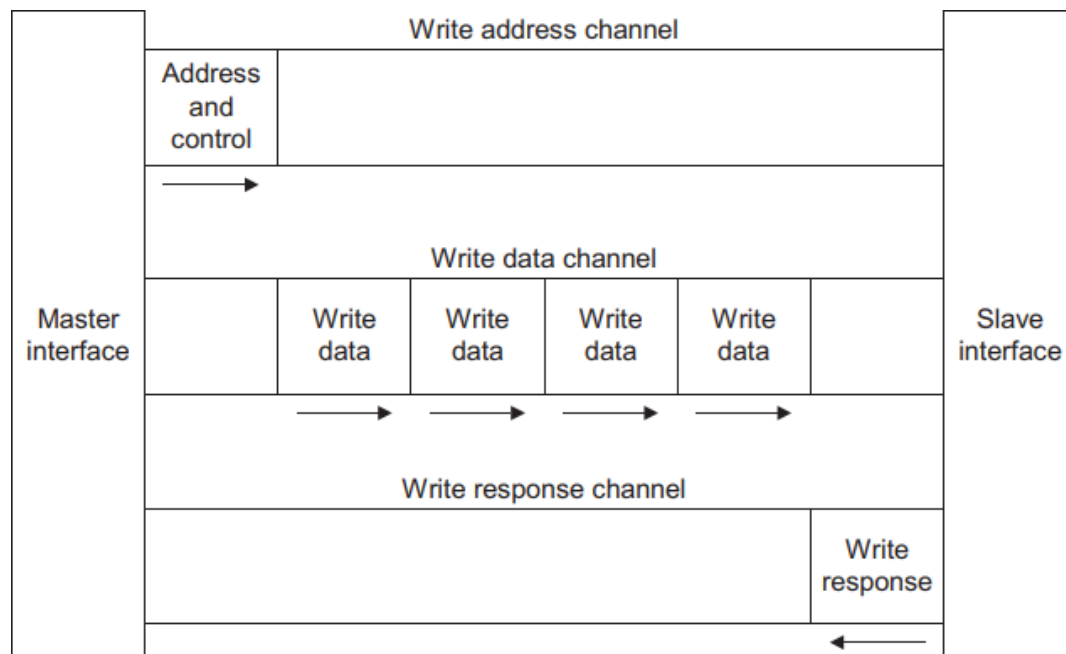 Write address channel
Address
and
control
Write data channel
Master
interface
Write
data
Write
data
Write
data
Write
data
Slave
interface
Write response channel
Write
response